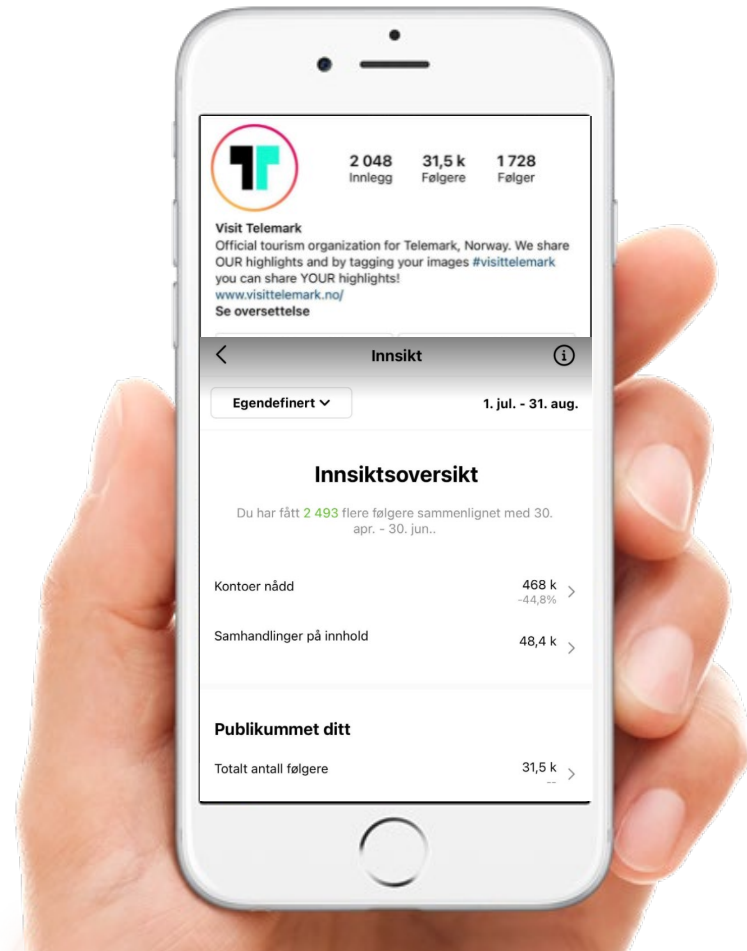 2 048 31,5 k 1 728
Innlegg Følgere Følger
Visit Telemark
Official tourism organization for Telemark, Norway. We share
OUR highlights and by tagging your images #visittelemark
you can share YOUR highlights!
www.visittelemark.no/
Se oversettelse
Innsikt
Egendefinert 1. jul. - 31. aug.
Innsiktsoversikt
Du har fått 2 493 flere følgere sammenlignet med 30.
apr. - 30. jun..
Kontoer nådd 468 k
-44,8%
Samhandlinger på innhold 48,4 k
Publikummet ditt
Totalt antall følgere 31,5 k
--